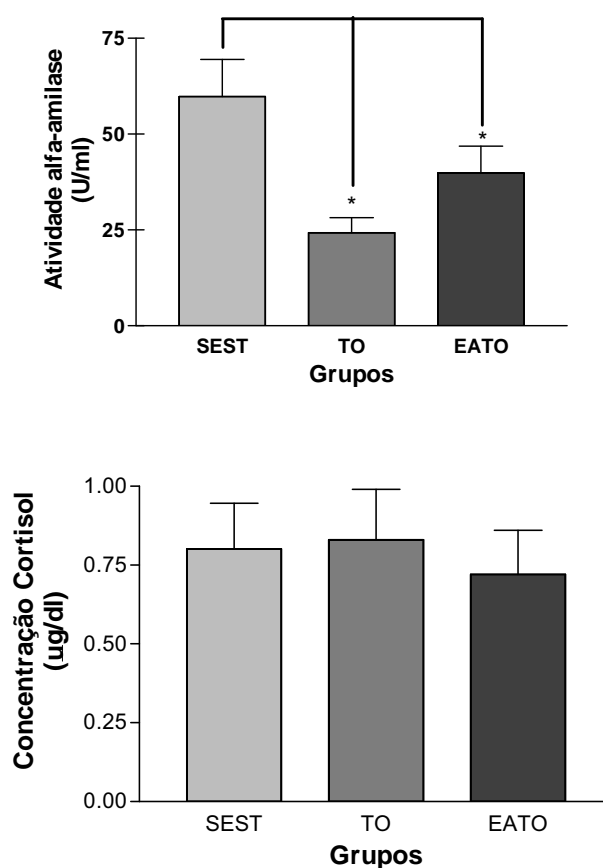 Atividade alfa-amilase
(U/ml)
75
50
25
0
*
*
SEST TO EATO
Grupos
Concentração Cortisol
(µg/dl)
1.00
0.75
0.50
0.25
0.00
SEST TO EATO
Grupos